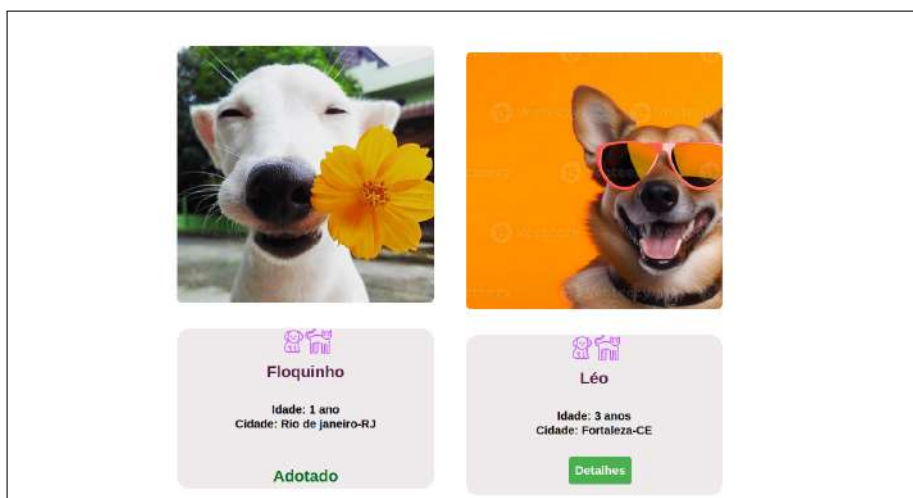 Floquinho
Idade: 1 ano
Cidade: Rio de janeiro-RJ
Adotado
Léo
Idade: 3 anos
Cidade: Fortaleza-CE
Detalhes